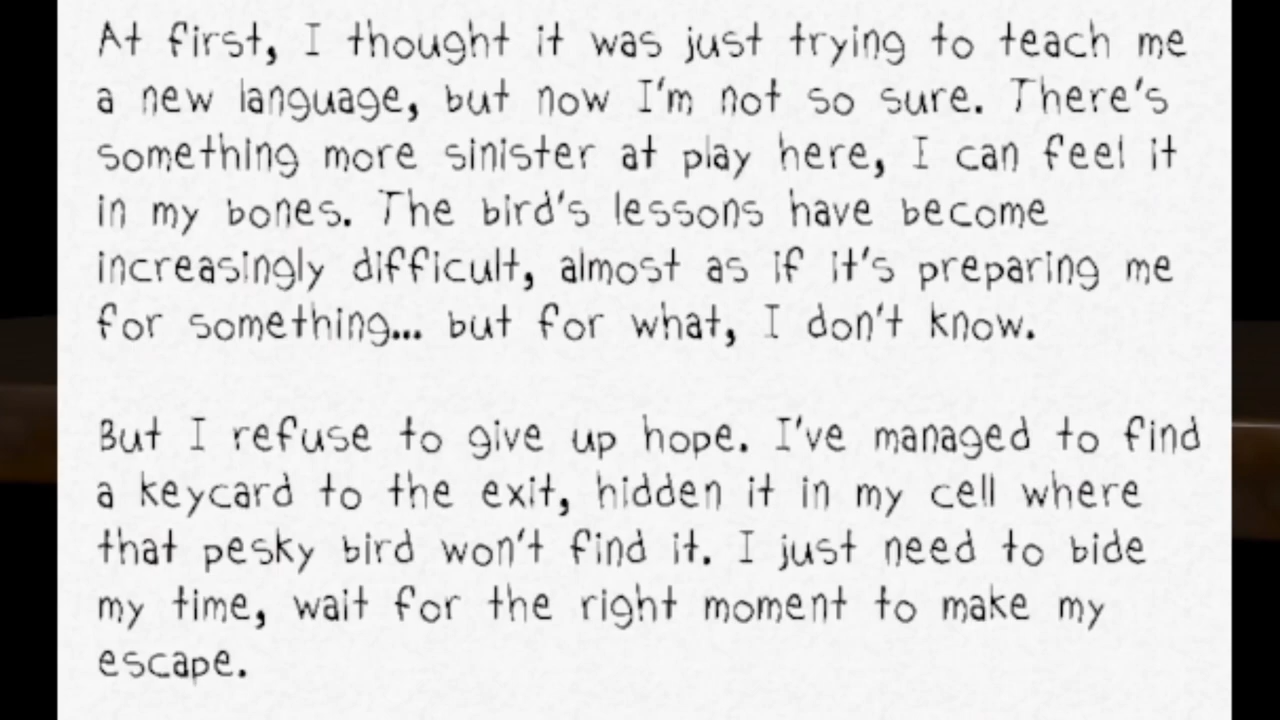 At first, I thought it was just trying to teach me
a new language, but now I'm not so sure. There's
something more sinister at play here, I can feel it
in my bones. The bird's lessons have become
increasingly difficult, almost as if it's preparing me
for something... but for what, I don't know.
But I refuse to give up hope. I've managed to find
a keycard to the exit, hidden it in my cell where
that pesky bird won't find it. I just need to bide
my time, wait for the right moment to make my
escape.